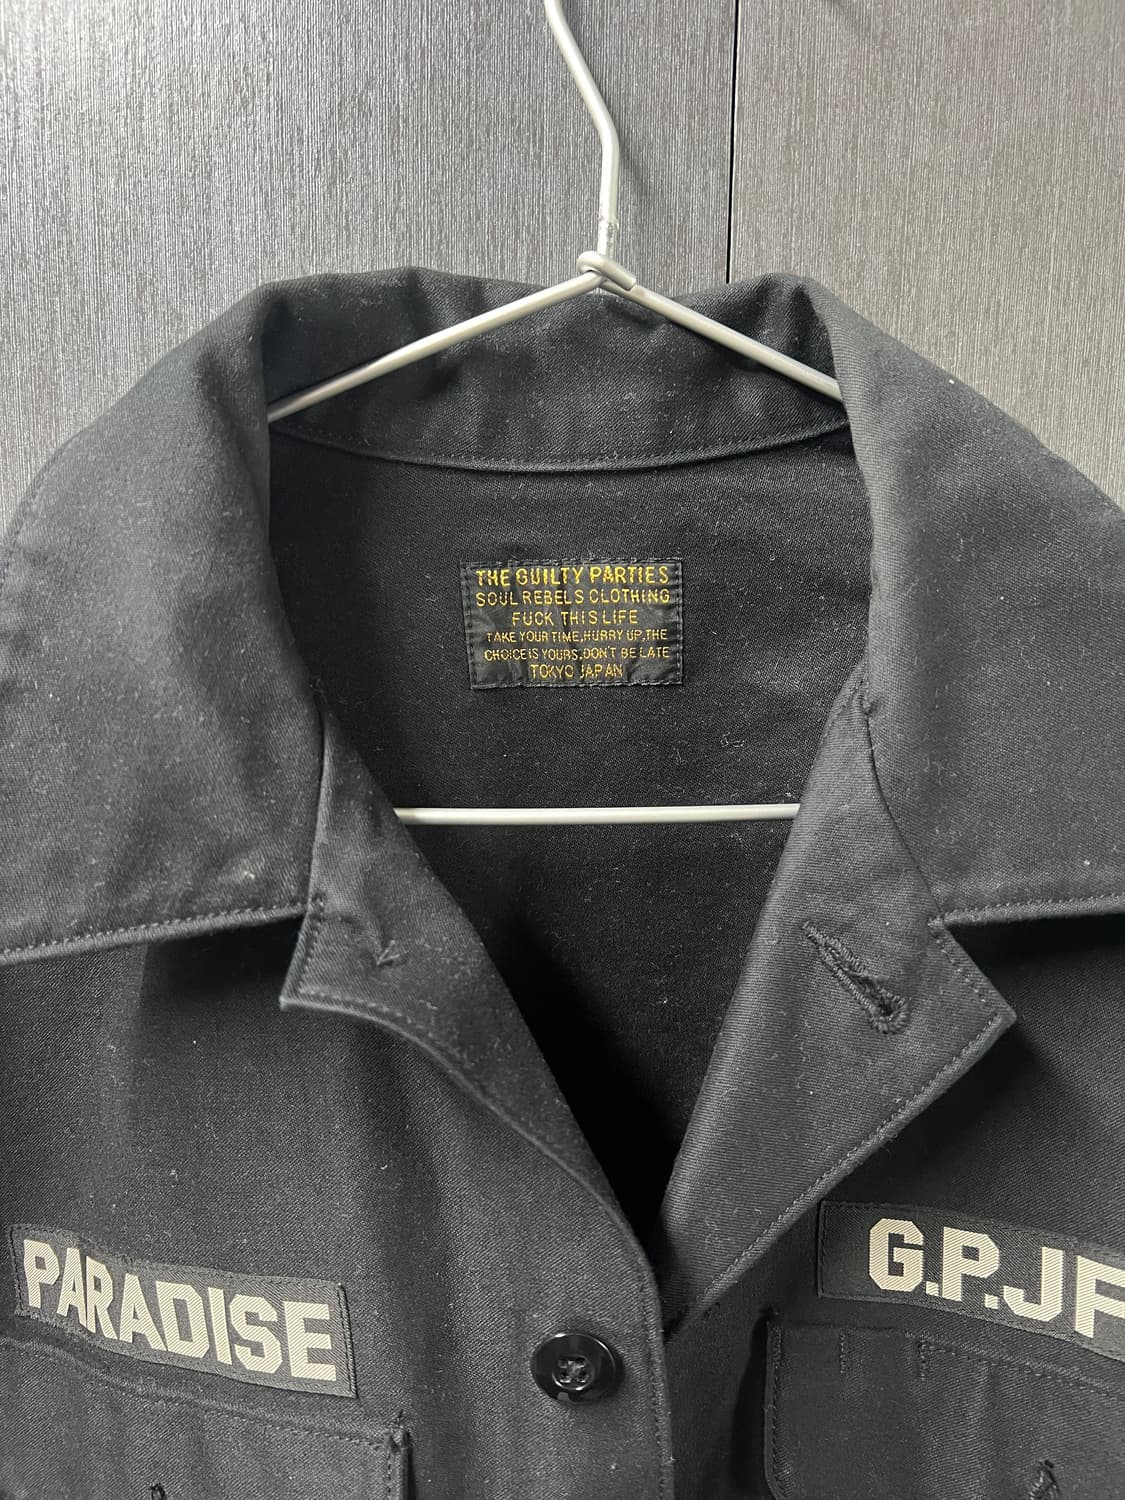 THE GUILTY PARTIES
SOUL REBELS CLOTHING
FUCK THIS LIFE
TAKE YOUR TIME,HURRY UP,THE
CHOICE IS YOURS,DON'T BE LATE
TOKYO JAPAN
PARADISE
G.P.JF